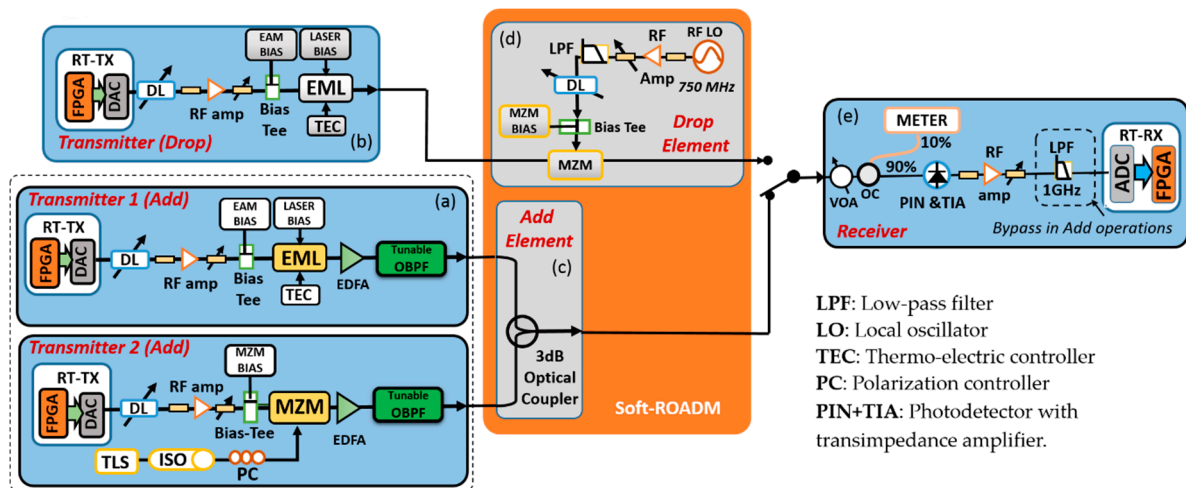 RT-TX
FPGA
DAC
DL
RF amp
EAM
BIAS
LASER
BIAS
Bias
Tee
EML
TEC
Transmitter (Drop)
(b)
Transmitter 1 (Add)
(a)
RT-TX
FPGA
DAC
DL
RF amp
EAM
BIAS
LASER
BIAS
Bias
Tee
EML
TEC
EDFA
Tunable
OBPF
Transmitter 2 (Add)
RT-TX
FPGA
DAC
DL
RF amp
MZM
BIAS
Bias-Tee
MZM
EDFA
Tunable
OBPF
TLS
ISO
PC
(d)
LPF
RF
Amp
RF LO
750 MHz
DL
MZM
BIAS
Bias Tee
Drop
Element
MZM
Add
Element
(c)
3dB
Optical
Coupler
Soft-ROADM
(e)
METER
10%
90%
VOA
OC
PIN &TIA
RF
amp
LPF
1GHz
RT-RX
ADC
FPGA
Receiver
Bypass in Add operations
LPF: Low-pass filter
LO: Local oscillator
TEC: Thermo-electric controller
PC: Polarization controller
PIN+TIA: Photodetector with
transimpedance amplifier.